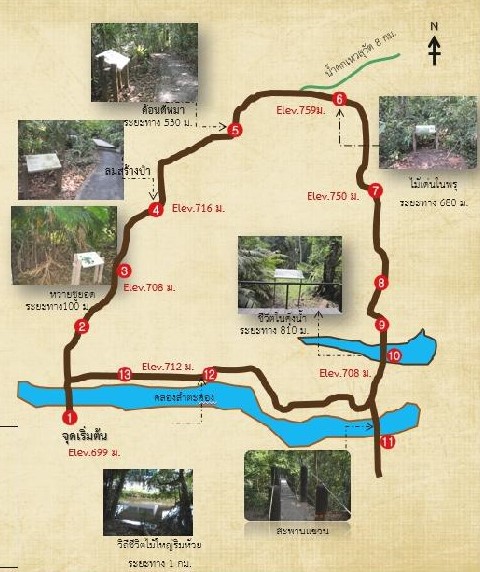 N
น้ำตกเหวสุวัต 8 กม.
6
Elev.759ม.
ด้อนติหมา
ระยะทาง 530 ม.
5
ไม้เด่นในพรุ
ระยะทาง 680 ม.
ลมสร้างป่า
Elev.750 ม.
7
4
Elev.716 ม.
หวายชูยอด
ระยะทาง100 ม.
3
Elev.708 ม.
8
ชีวิตในคุ้งน้ำ
ระยะทาง 810 ม.
9
2
10
Elev.712 ม.
13
12
Elev.708 ม.
คลองลำตะคอง
1
จุดเริ่มต้น
Elev.699 ม.
11
สะพานแขวน
วิถีชีวิตไม้ใหญ่ริมห้วย
ระยะทาง 1 กม.